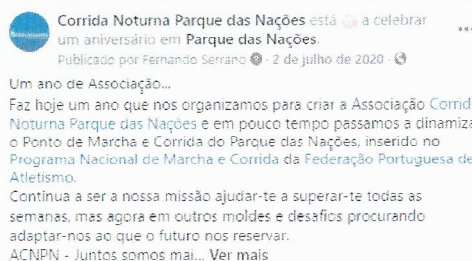 Corrida Noturna Parque das Nações está a celebrar
um aniversário em Parque das Nações.
Publicado por Fernando Serrano · 2 de julho de 2020 ·
Um ano de Associação...
Faz hoje um ano que nos organizamos para criar a Associação Corrid
Noturna Parque das Nações e em pouco tempo passamos a dinamiza
o Ponto de Marcha e Corrida do Parque das Nações, inserido no
Programa Nacional de Marcha e Corrida da Federação Portuguesa de
Atletismo.
Continua a ser a nossa missão ajudar-te a superar-te todas as
semanas, mas agora em outros moldes e desafios procurando
adaptar-nos ao que o futuro nos reservar.
ACNPN - Juntos somos mai... Ver mais